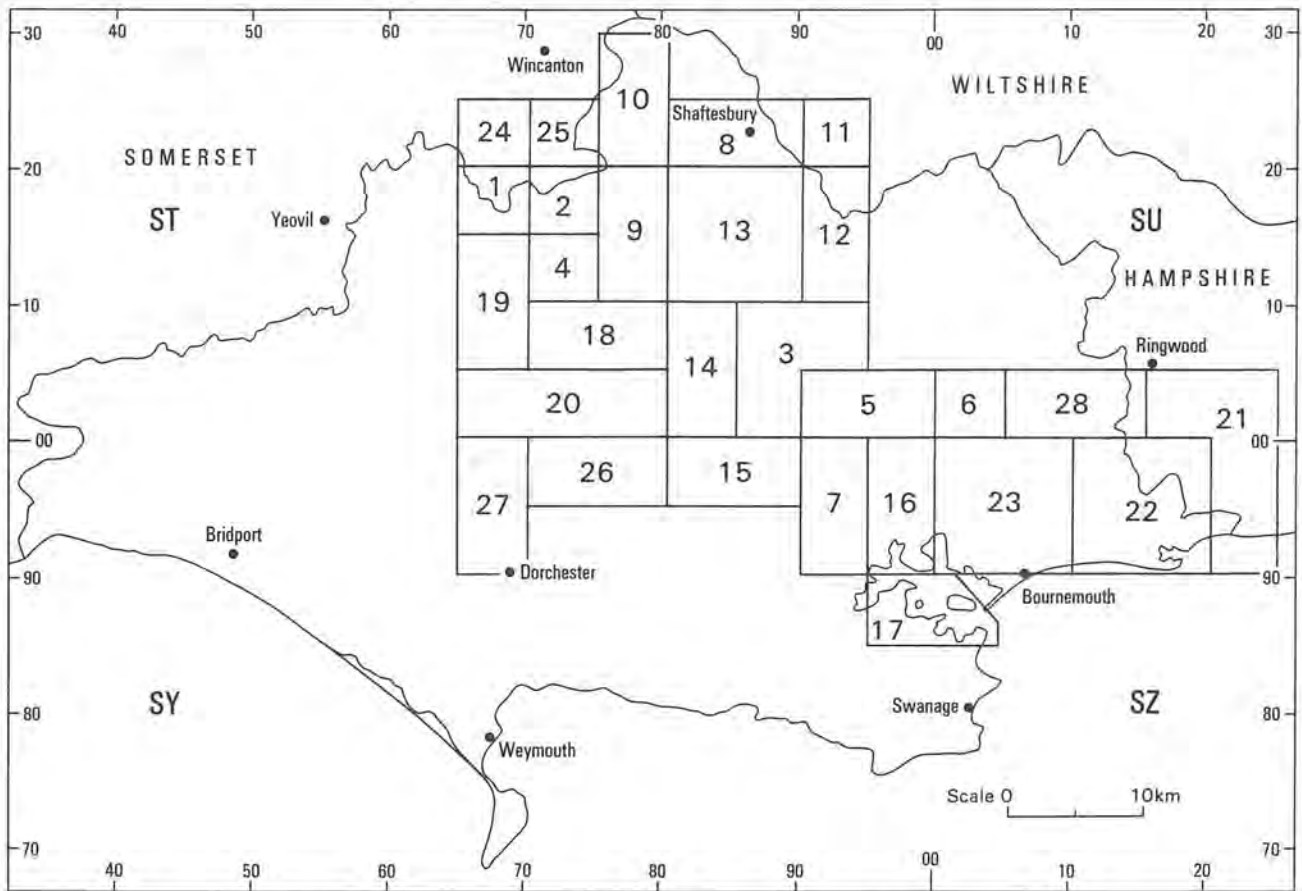 30 40 50 60 70 80 90 00 10 20 30
Wincanton
WILTSHIRE
10
Shaftesbury
24 25 8 11
SOMERSET
20 20
1
ST Yeovil 2 9 13 12 SU
4 HAMPSHIRE
19
10 10
18 14 3 Ringwood
20 5 6 28 21
00 00
26 15
27 7 16 23 22
Bridport
90 Dorchester 90
Bournemouth
17
SY Swanage SZ
80 80
Weymouth
Scale 0 10km
70 70
40 50 60 70 80 90 00 10 20